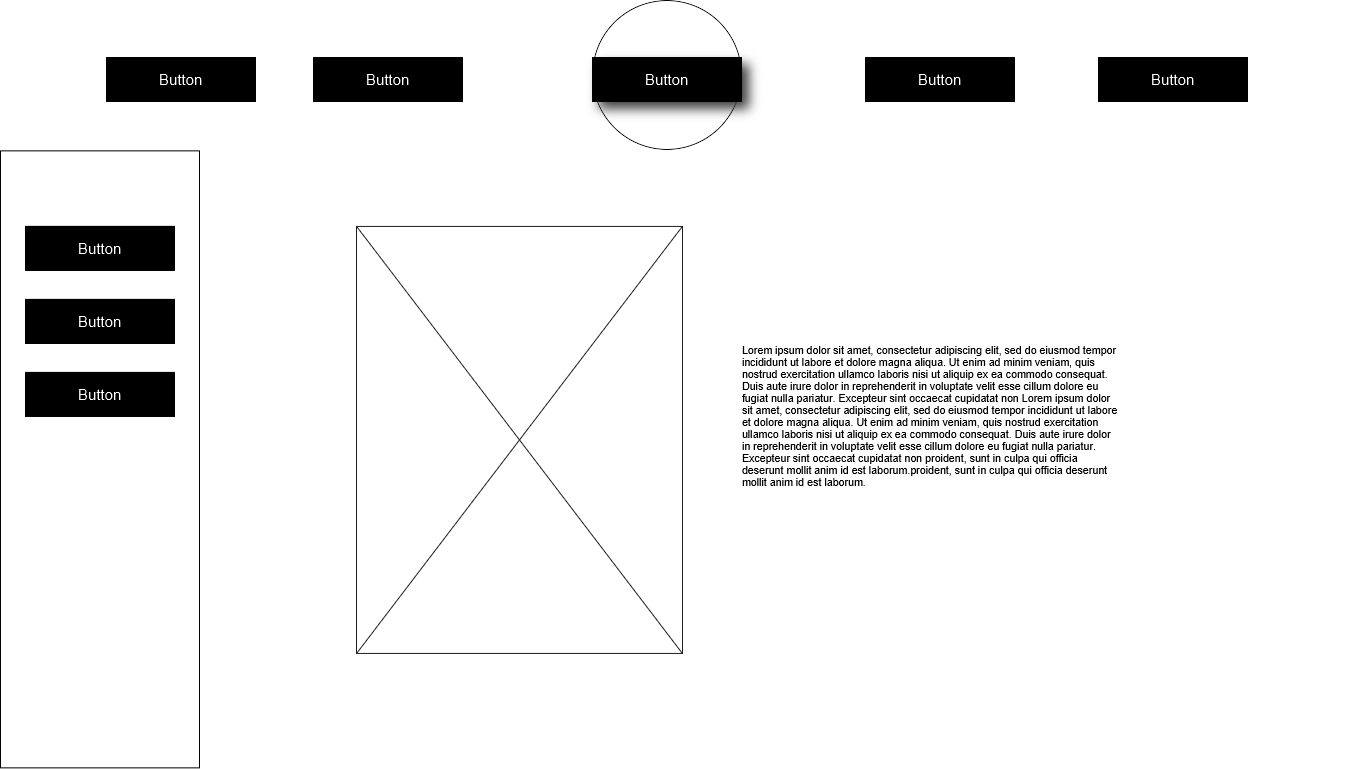 Button
Button
Button
Button
Button
Button
Button
Button
Lorem ipsum dolor sit amet, consectetur adipiscing elit, sed do eiusmod tempor
incididunt ut labore et dolore magna aliqua. Ut enim ad minim veniam, quis
nostrud exercitation ullamco laboris nisi ut aliquip ex ea commodo consequat.
Duis aute irure dolor in reprehenderit in voluptate velit esse cillum dolore eu
fugiat nulla pariatur. Excepteur sint occaecat cupidatat non Lorem ipsum dolor
sit amet, consectetur adipiscing elit, sed do eiusmod tempor incididunt ut labore
et dolore magna aliqua. Ut enim ad minim veniam, quis nostrud exercitation
ullamco laboris nisi ut aliquip ex ea commodo consequat. Duis aute irure dolor
in reprehenderit in voluptate velit esse cillum dolore eu fugiat nulla pariatur.
Excepteur sint occaecat cupidatat non proident, sunt in culpa qui officia
deserunt mollit anim id est laborum.proident, sunt in culpa qui officia deserunt
mollit anim id est laborum.